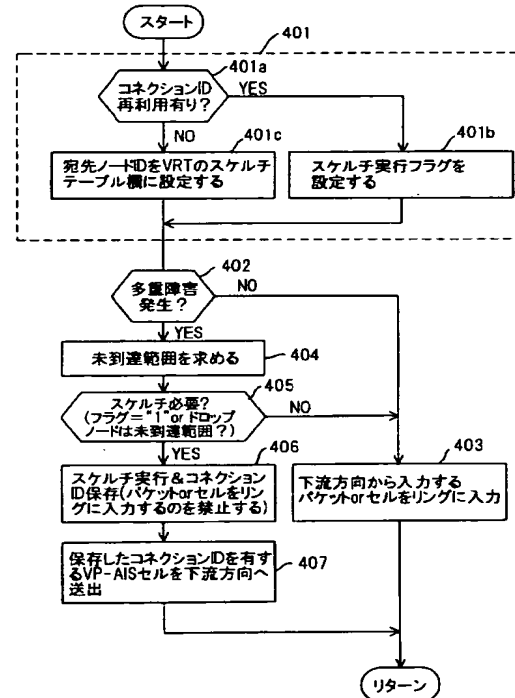 スタート
401
401a
コネクションID
再利用有り?
YES
NO
401c
401b
宛先ノードIDをVRTのスケルチ
テーブル欄に設定する
スケルチ実行フラグを
設定する
402
多重障害
発生?
NO
YES
未到達範囲を求める
404
405
スケルチ必要?
(フラグ="1"or ドロップ
ノードは未到達範囲?)
NO
YES
406
403
スケルチ実行&コネクション
ID保存(パケットorセルをリン
グに入力するのを禁止する)
下流方向から入力する
パケットorセルをリングに入力
保存したコネクションIDを有す
るVP-AISセルを下流方向へ
送出
407
リターン